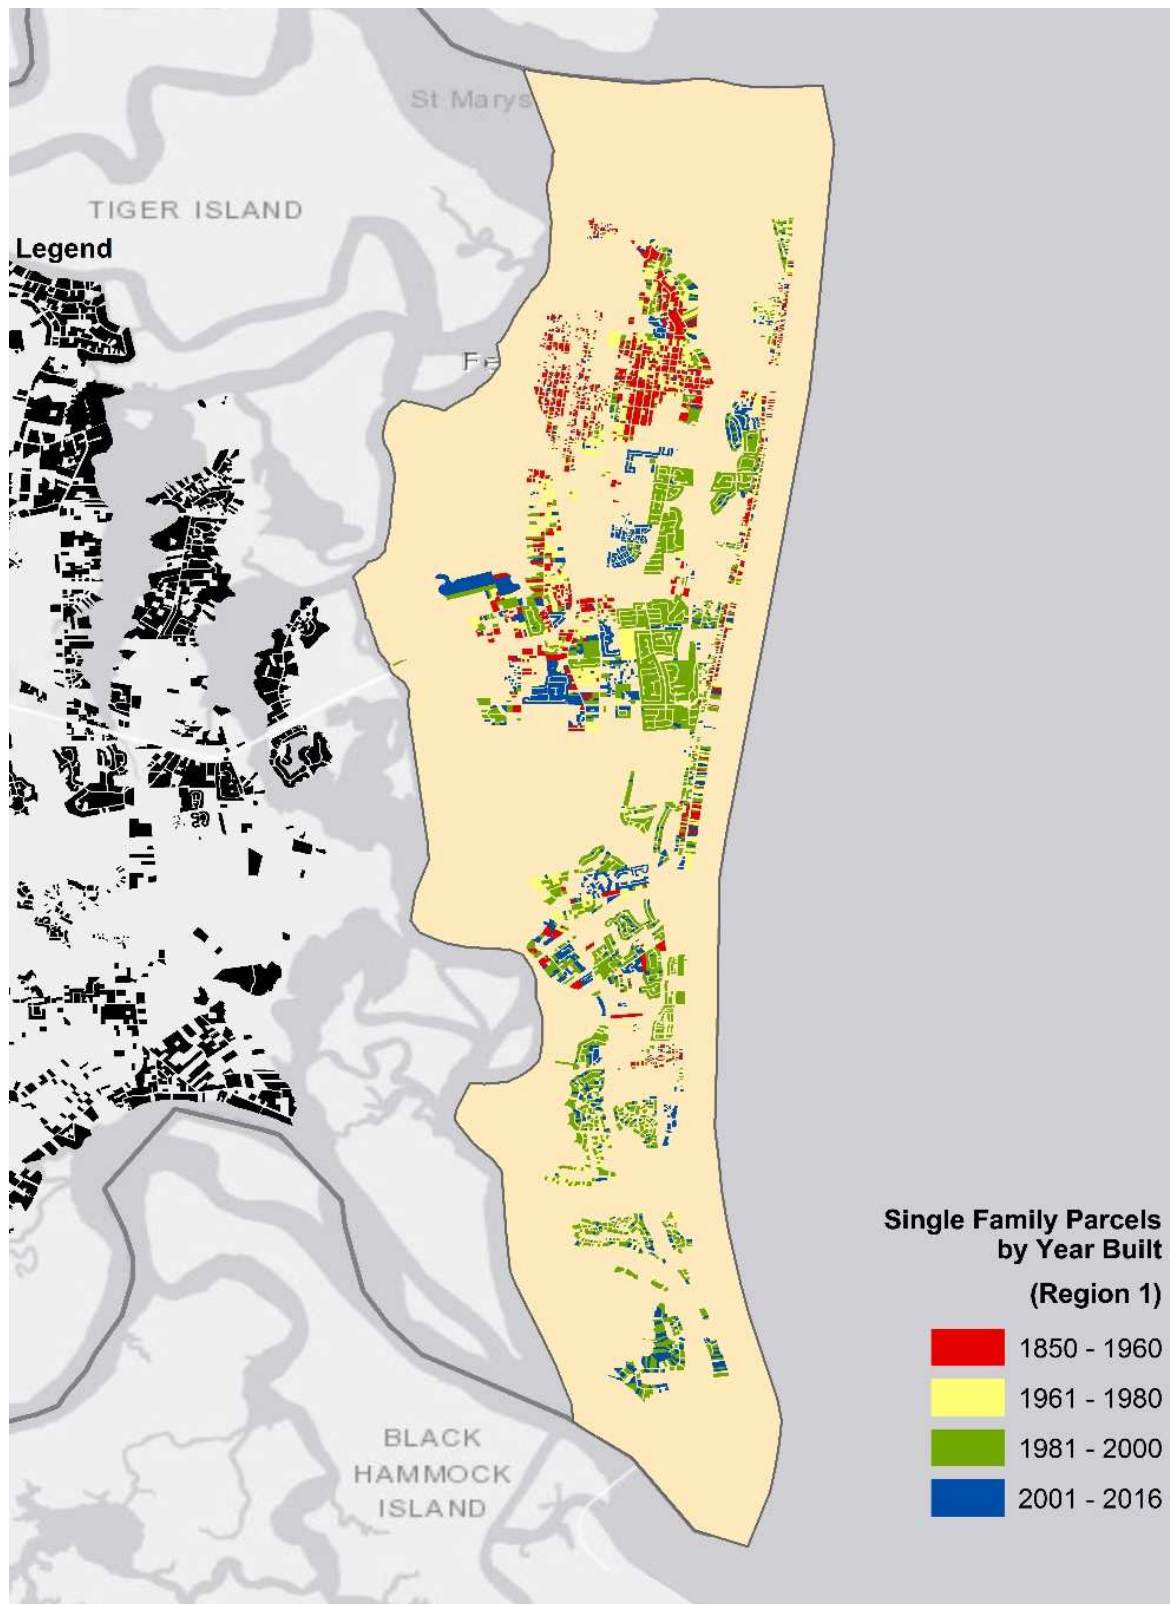 St Marys
TIGER ISLAND
Legend
Fe
BLACK
HAMMOCK
ISLAND
Single Family Parcels
by Year Built
(Region 1)
1850 - 1960
1961 - 1980
1981 - 2000
2001 - 2016